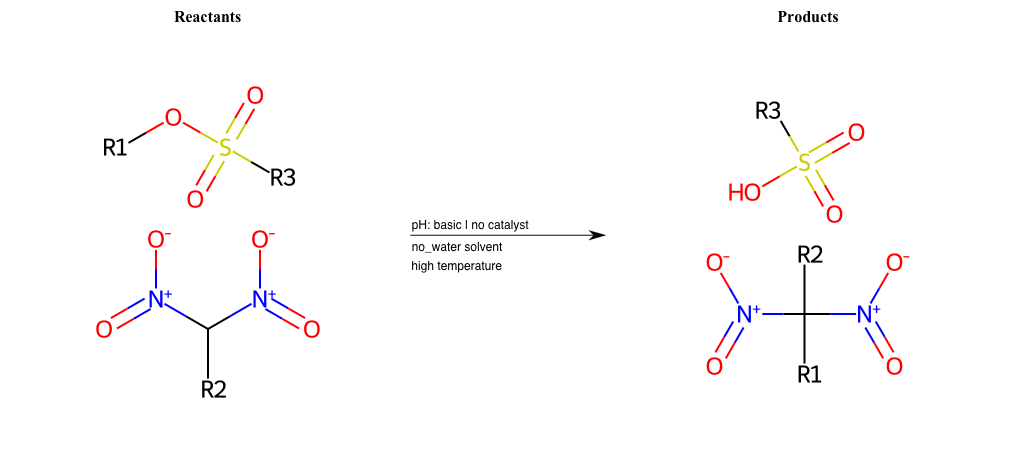 Reactants
Products
R1
O
O
S
O
R3
O⁻
O⁻
N⁺
N⁺
O
O
R2
pH: basic | no catalyst
no_water solvent
high temperature
R3
O
S
HO
O
R2
O⁻
O⁻
N⁺
N⁺
O
O
R1